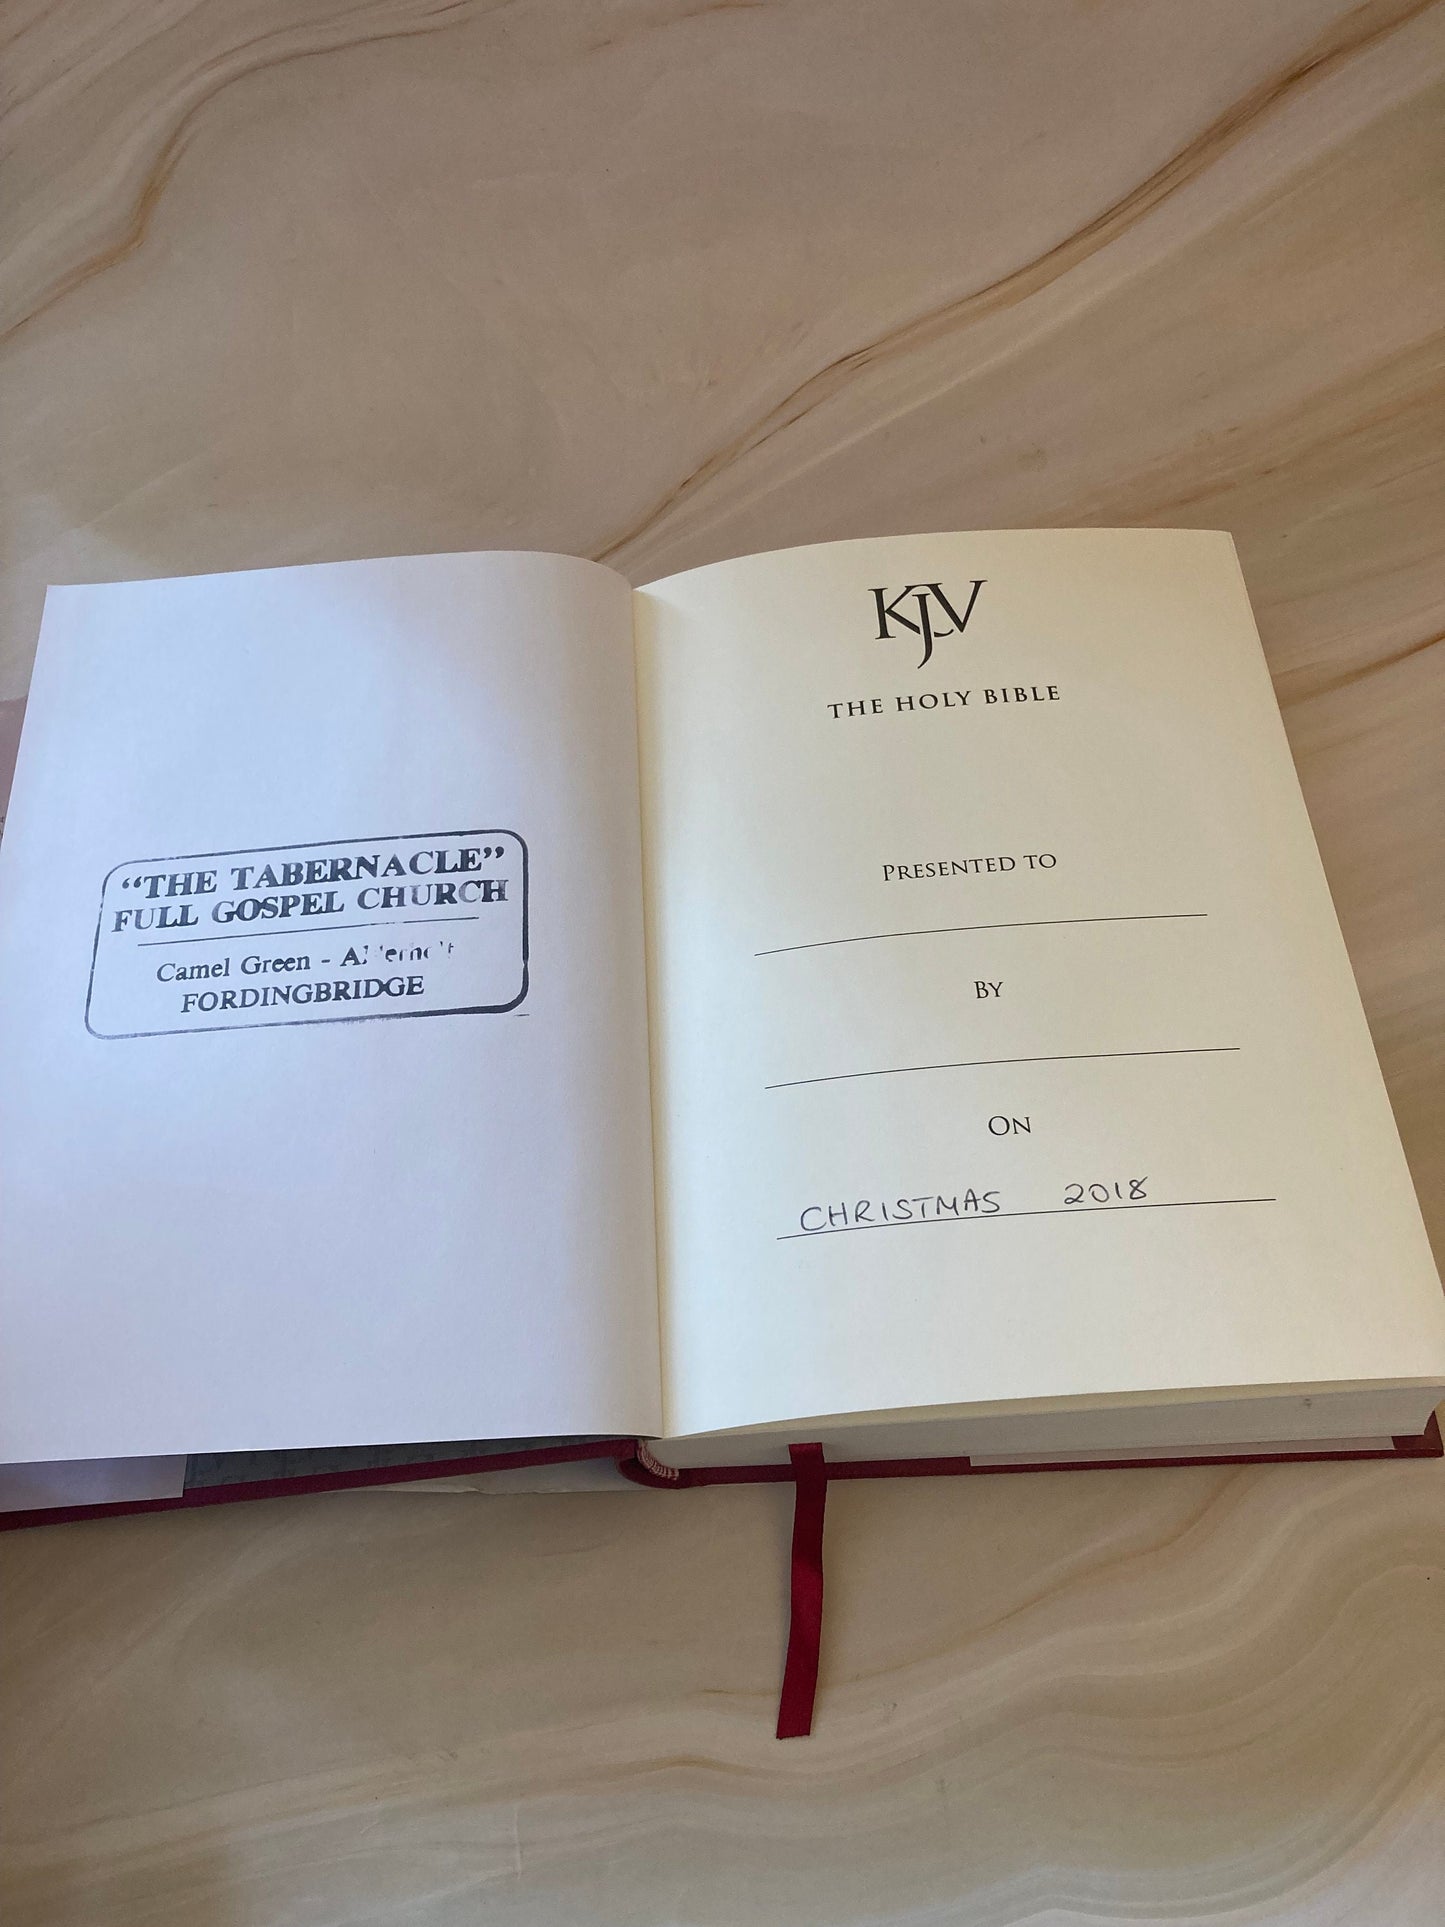 “THE TABERNACLE”
FULL GOSPEL CHURCH
Camel Green -
FORDINGBRIDGE
KJV
THE HOLY BIBLE
PRESENTED TO
BY
ON
CHRISTMAS 2018